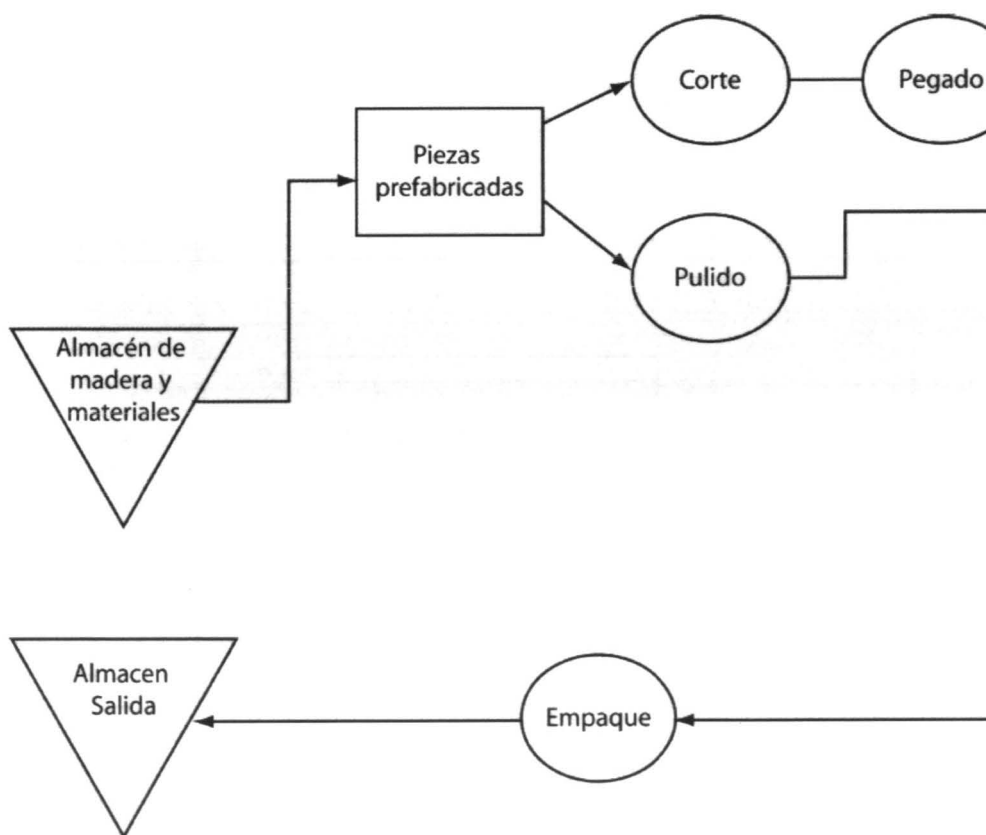 Corte
Pegado
Piezas
prefabricadas
Pulido
Almacén de
madera y
materiales
Almacen
Salida
Empaque